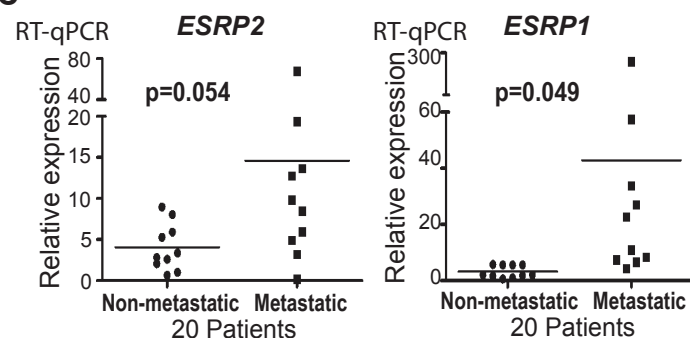 RT-qPCR ESRP2
Relative expression
80
40
20
15
10
5
0
p=0.054
Non-metastatic Metastatic
20 Patients
RT-qPCR ESRP1
Relative expression
300
60
40
20
0
p=0.049
Non-metastatic Metastatic
20 Patients